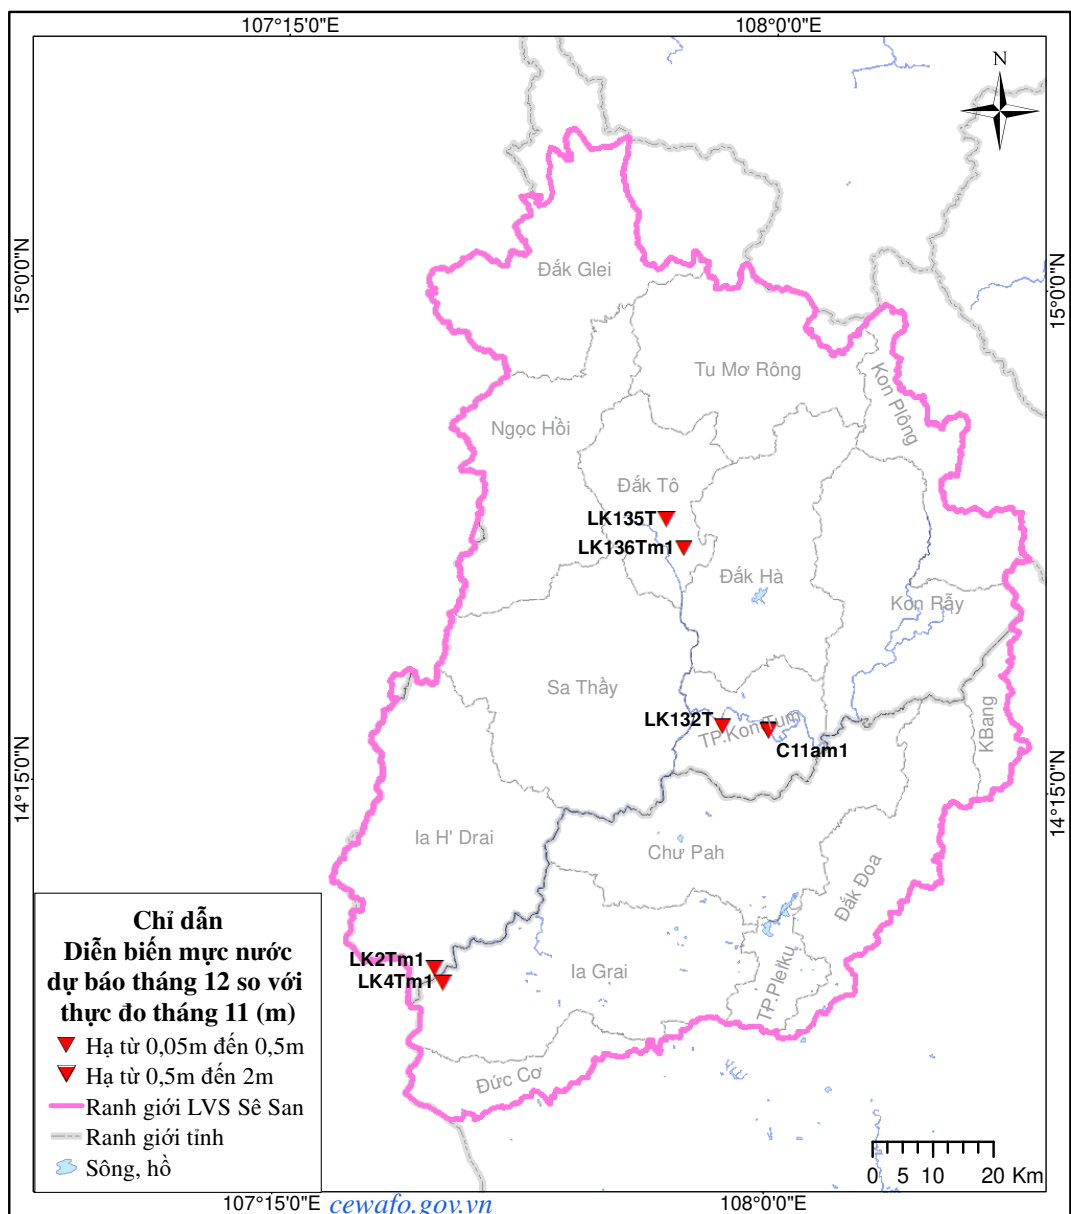 107°15'0"E
108°0'0"E
N
15°0'0"N
15°0'0"N
Đắk Glei
Tu Mơ Rông
Kon Plông
Ngọc Hồi
Đắk Tô
LK135T
LK136Tm1
Đắk Hà
Kon Rẫy
Sa Thầy
LK132T
TP.Kon Tum
C11am1
KBang
14°15'0"N
14°15'0"N
Ia H' Drai
Chư Pah
Đắk Đoa
LK2Tm1
LK4Tm1
Ia Grai
TP.Pleiku
Đức Cơ
Chỉ dẫn
Diễn biến mực nước
dự báo tháng 12 so với
thực đo tháng 11 (m)
Hạ từ 0,05m đến 0,5m
Hạ từ 0,5m đến 2m
Ranh giới LVS Sê San
Ranh giới tỉnh
Sông, hồ
0 5 10 20 Km
107°15'0"E
cewafo.gov.vn
108°0'0"E